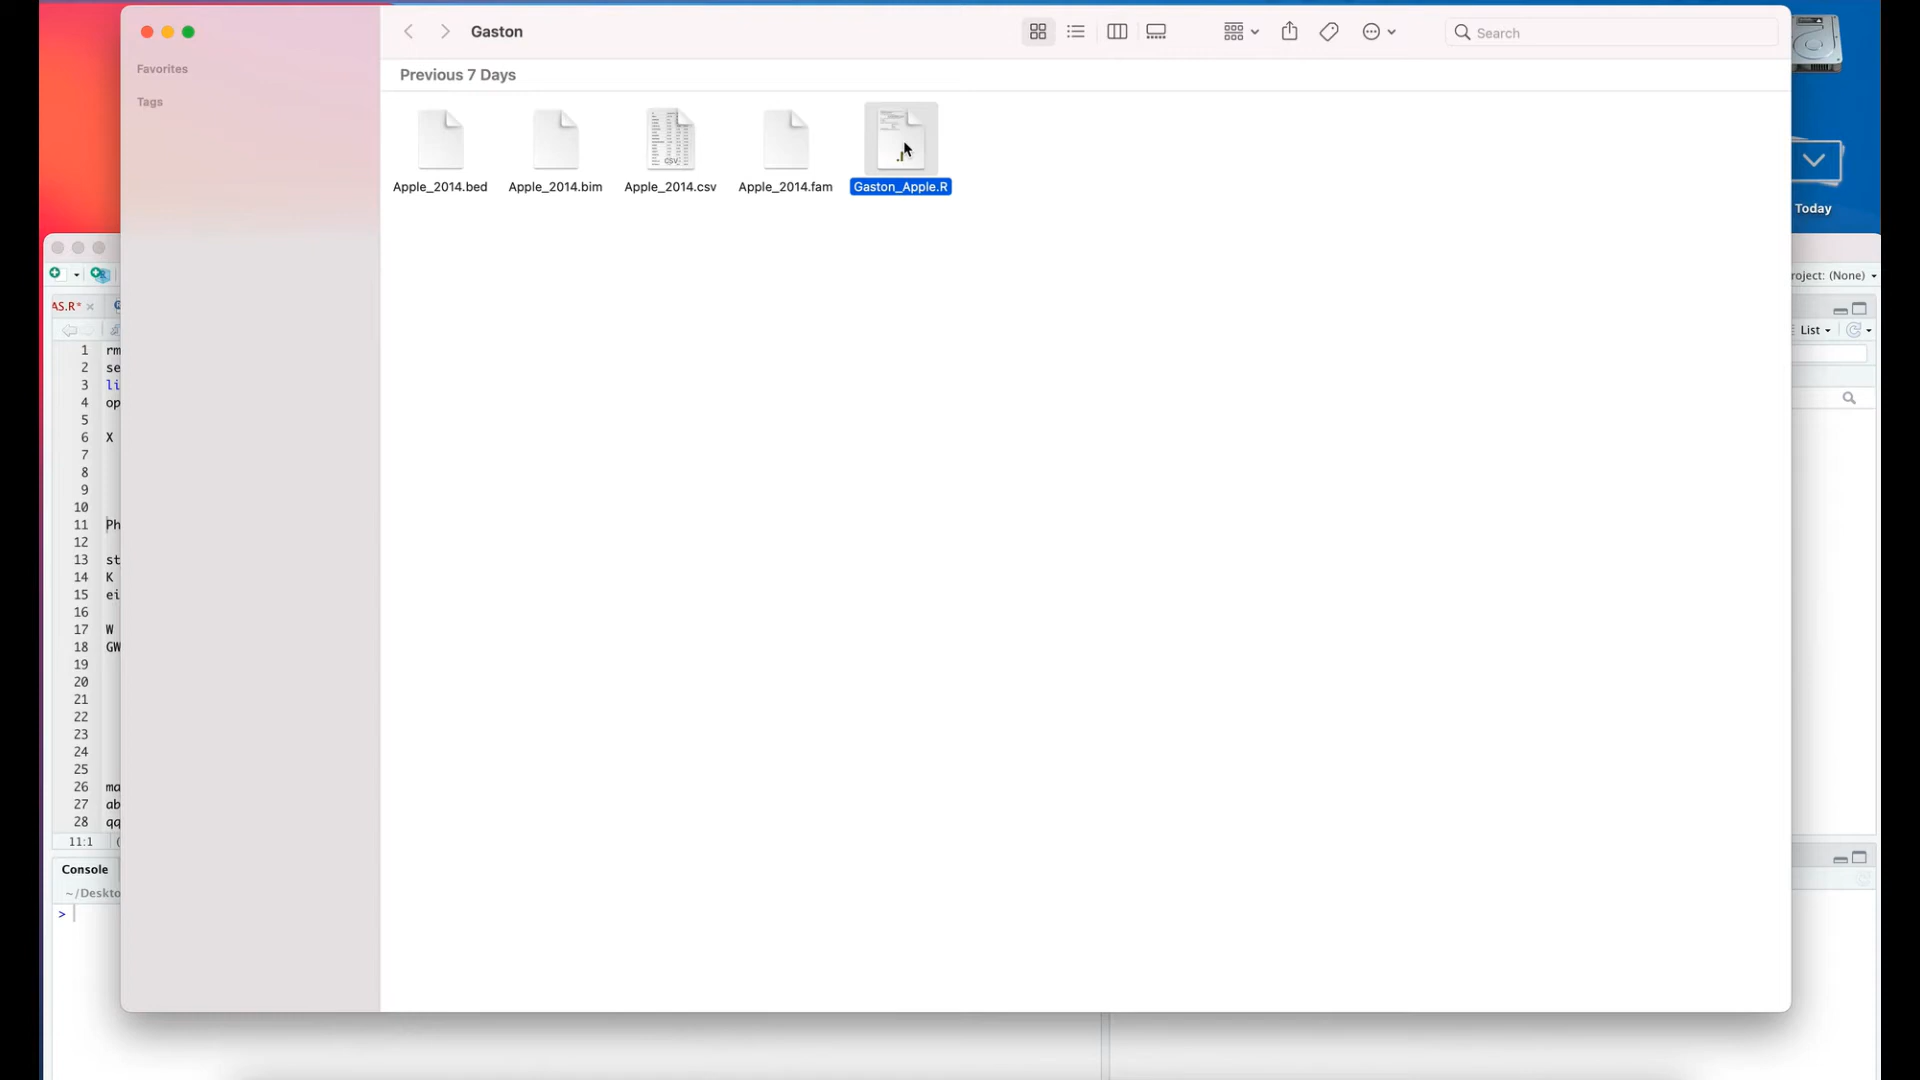 Gaston
Search
Favorites
Tags
Previous 7 Days
CSV
Apple_2014.bed
Apple_2014.bim
Apple_2014.csv
Apple_2014.fam
Gaston_Apple.R
Today
roject: (None)
AS.R*
List
1 rm
2 se
3 li
4 op
5
6 X
7
8
9
10
11 Ph
12
13 st
14 K
15 ei
16
17 W
18 GW
19
20
21
22
23
24
25
26 ma
27 ab
28 qq
11:1 (
Console
~/Deskto
>